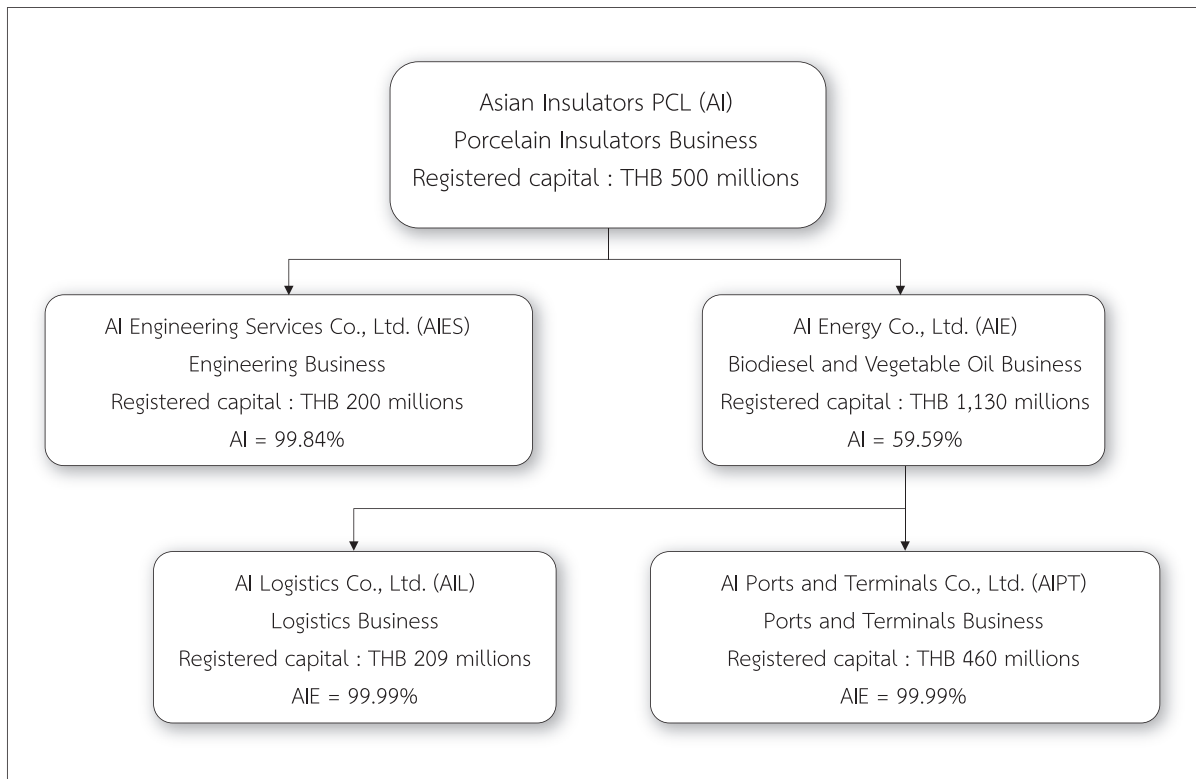 Asian Insulators PCL (AI)
Porcelain Insulators Business
Registered capital : THB 500 millions
AI Engineering Services Co., Ltd. (AIES)
Engineering Business
Registered capital : THB 200 millions
AI = 99.84%
AI Energy Co., Ltd. (AIE)
Biodiesel and Vegetable Oil Business
Registered capital : THB 1,130 millions
AI = 59.59%
AI Logistics Co., Ltd. (AIL)
Logistics Business
Registered capital : THB 209 millions
AIE = 99.99%
AI Ports and Terminals Co., Ltd. (AIPT)
Ports and Terminals Business
Registered capital : THB 460 millions
AIE = 99.99%